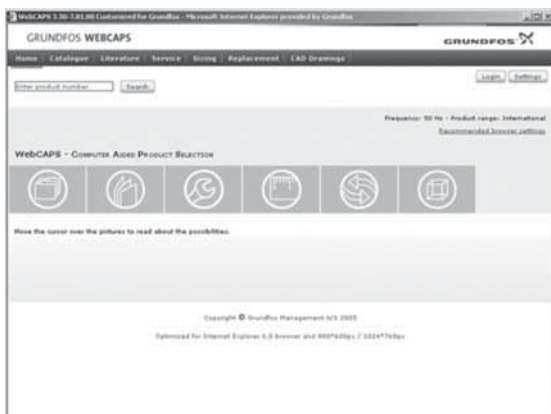 WebCAPS 3.50-7.81.00 Customized for Grundfos - Microsoft Internet Explorer provided by Grundfos
GRUNDFOS WEBCAPS
GRUNDFOS
Home | Catalogue | Literature | Service | Sizing | Replacement | CAD Drawings
Enter product number
Search
Login
Settings
Frequency: 50 Hz - Product range: International
Recommended browser settings
WebCAPS - Computer Aided Product Selection
Move the cursor over the pictures to read about the possibilities.
Copyright © Grundfos Management A/S 2005
Optimized for Internet Explorer 6.0 browser and 800*600px / 1024*768px.